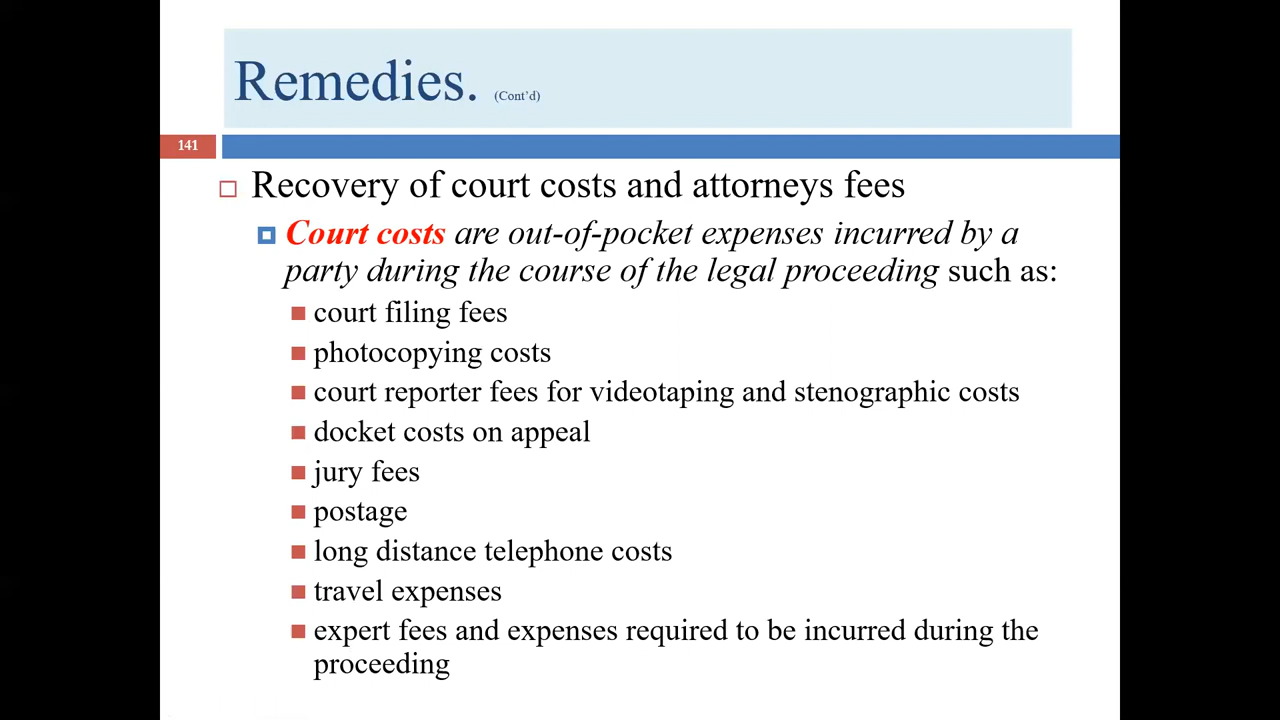 Remedies. (Cont’d)
141
Recovery of court costs and attorneys fees
Court costs are out-of-pocket expenses incurred by a
party during the course of the legal proceeding such as:
court filing fees
photocopying costs
court reporter fees for videotaping and stenographic costs
docket costs on appeal
jury fees
postage
long distance telephone costs
travel expenses
expert fees and expenses required to be incurred during the
proceeding